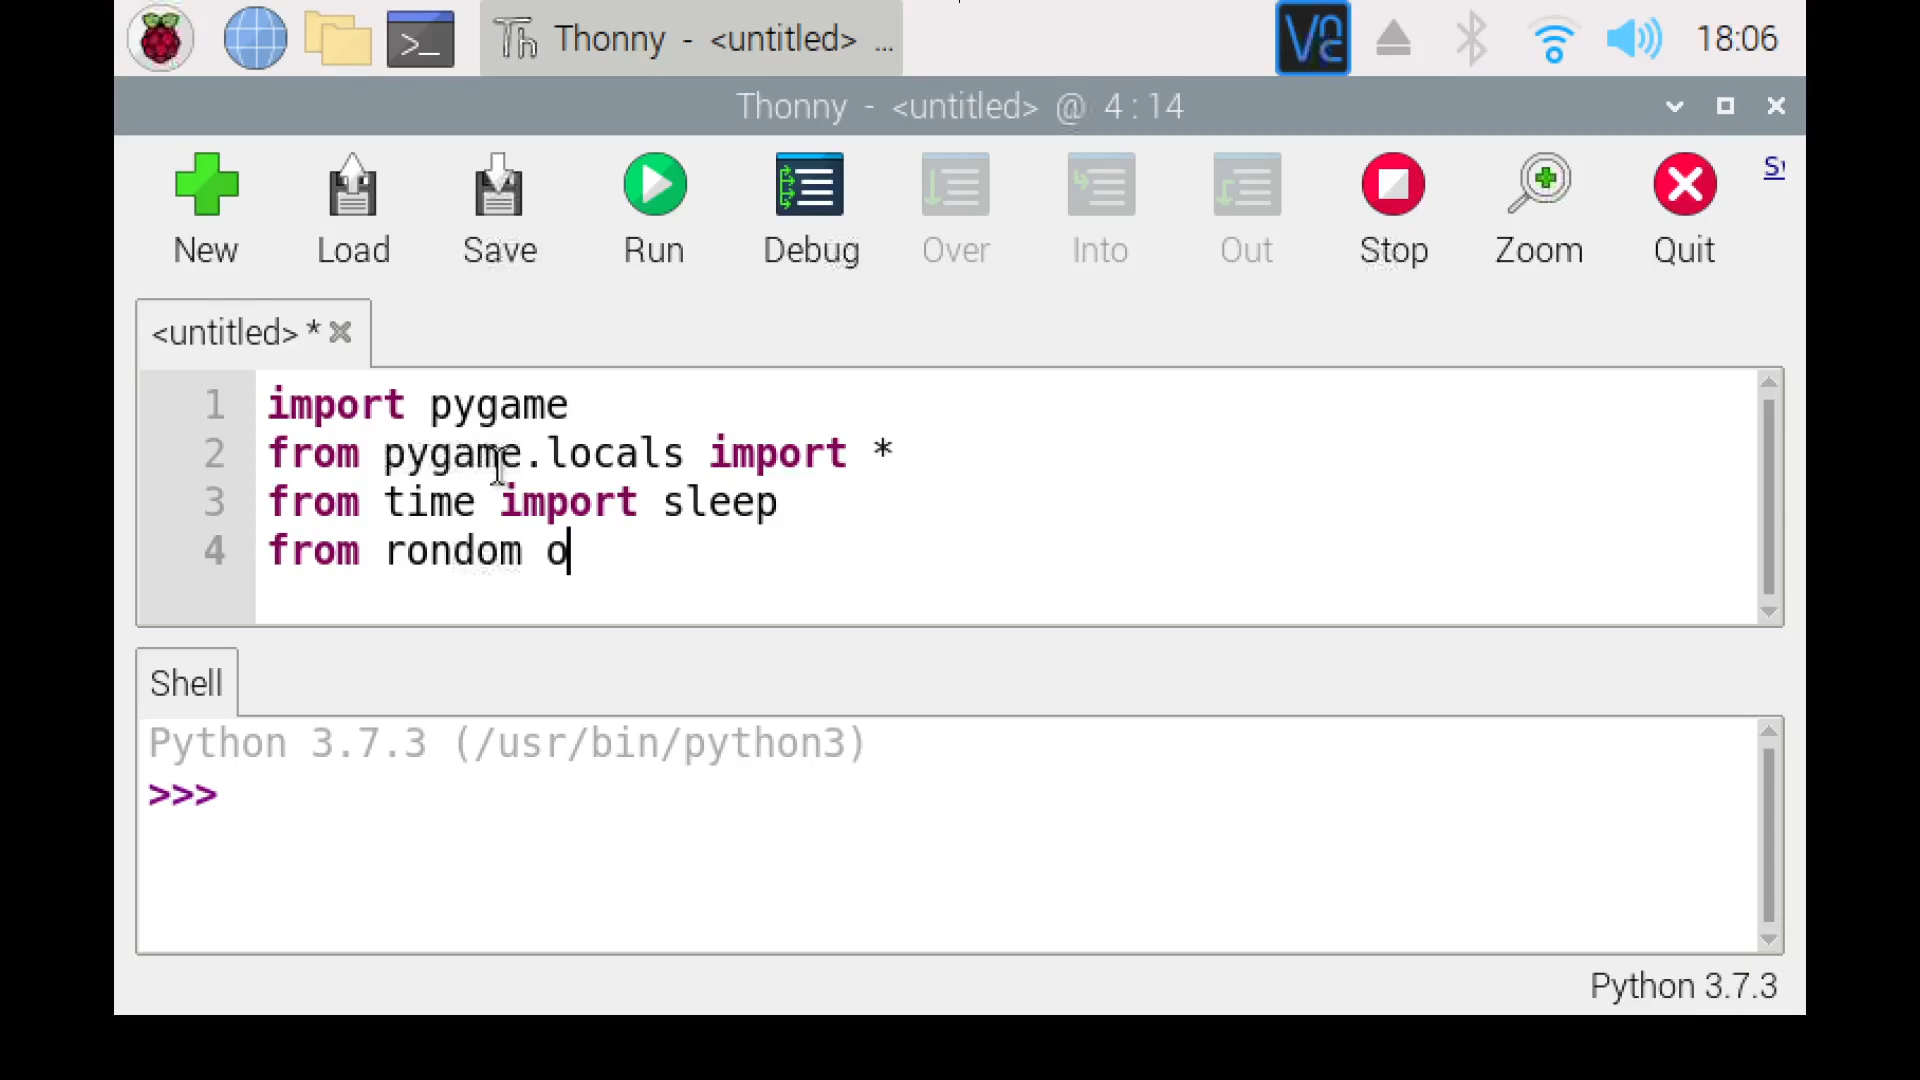 Thonny - <untitled> ...
18:06
Thonny - <untitled> @ 4:14
New Load Save Run Debug Over Into Out Stop Zoom Quit
<untitled> *
1 import pygame
2 from pygame.locals import *
3 from time import sleep
4 from rondom o
Shell
Python 3.7.3 (/usr/bin/python3)
>>>
Python 3.7.3